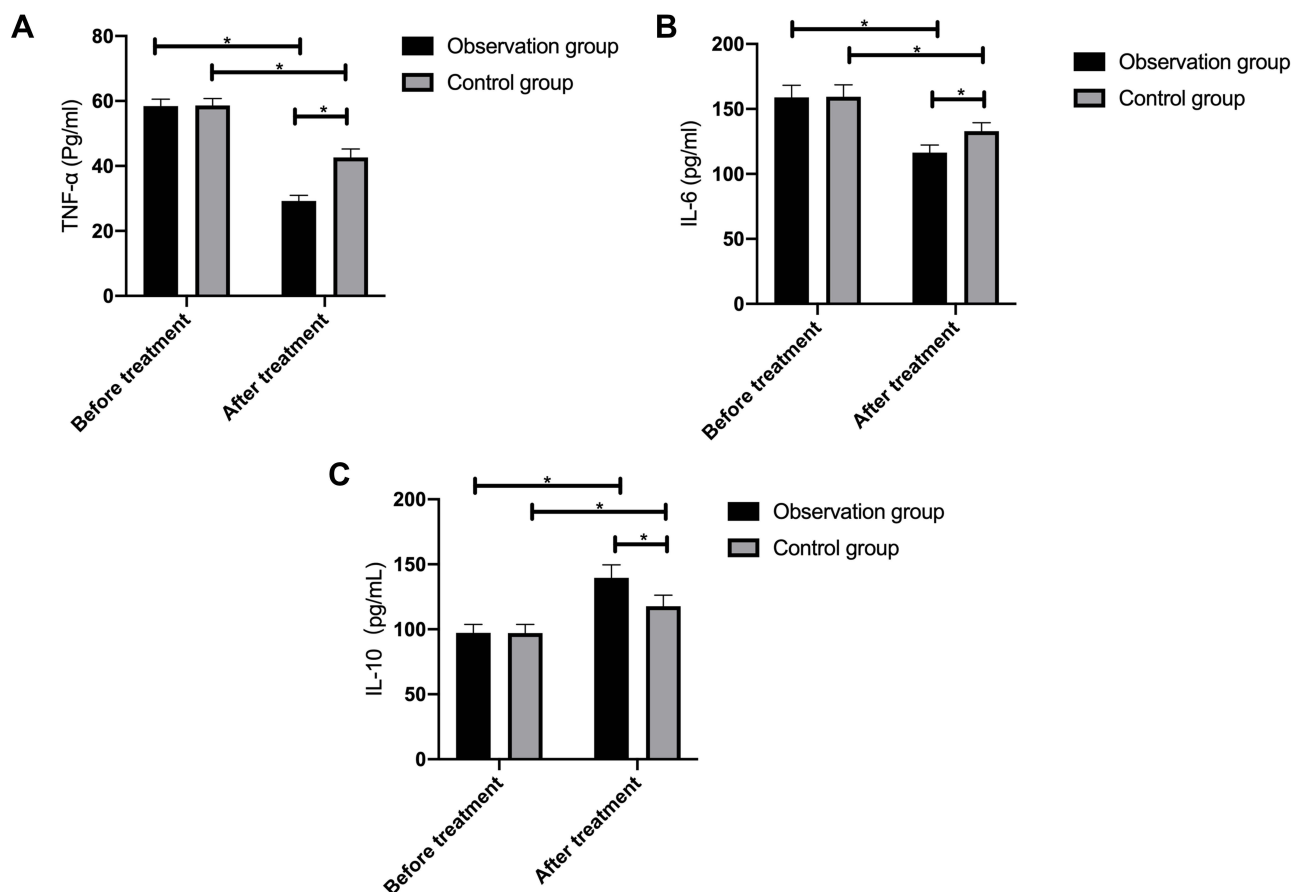 A
80
60
40
20
0
TNF-α (Pg/ml)
*
*
*
Observation group
Control group
Before treatment
After treatment
B
200
150
100
50
0
IL-6 (pg/ml)
*
*
*
Observation group
Control group
Before treatment
After treatment
C
200
150
100
50
0
IL-10 (pg/mL)
*
*
*
Observation group
Control group
Before treatment
After treatment